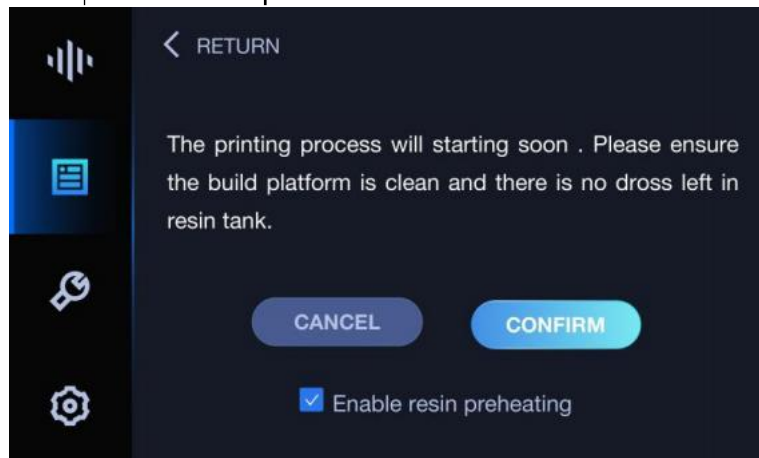 RETURN
The printing process will starting soon . Please ensure
the build platform is clean and there is no dross left in
resin tank.
CANCEL
CONFIRM
Enable resin preheating